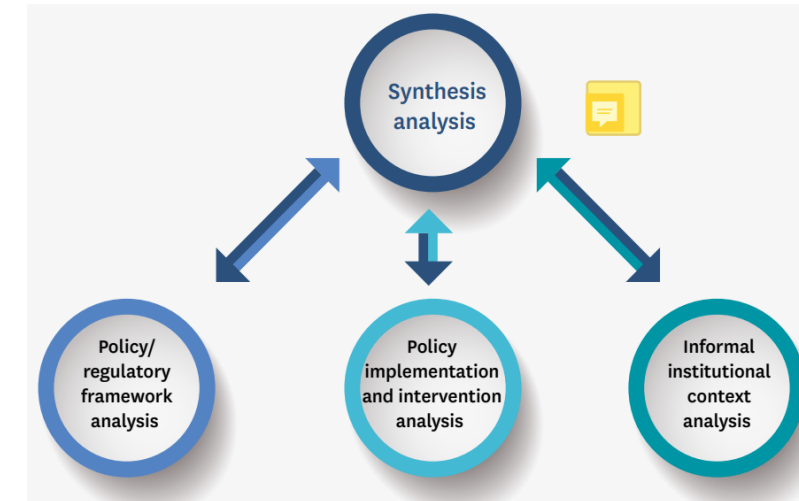 Synthesis
analysis
Policy/
regulatory
framework
analysis
Policy
implementation
and intervention
analysis
Informal
institutional
context
analysis